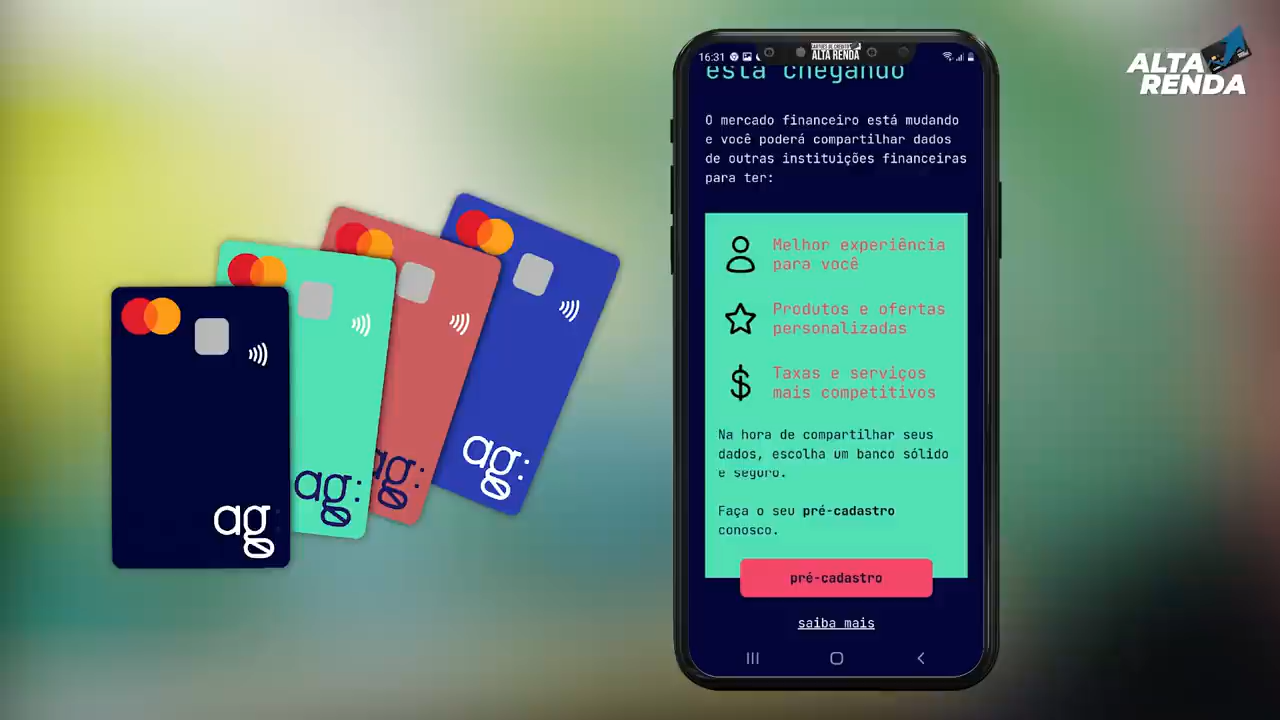 ALTA
RENDA
16:31
CARTÕES DE CRÉDITO
ALTA RENDA
está chegando
O mercado financeiro está mudando
e você poderá compartilhar dados
de outras instituições financeiras
para ter:
Melhor experiência
para você
Produtos e ofertas
personalizadas
Taxas e serviços
mais competitivos
Na hora de compartilhar seus
dados, escolha um banco sólido
e seguro.
Faça o seu pré-cadastro
conosco.
pré-cadastro
saiba mais
ag:
ag:
ag:
ag: